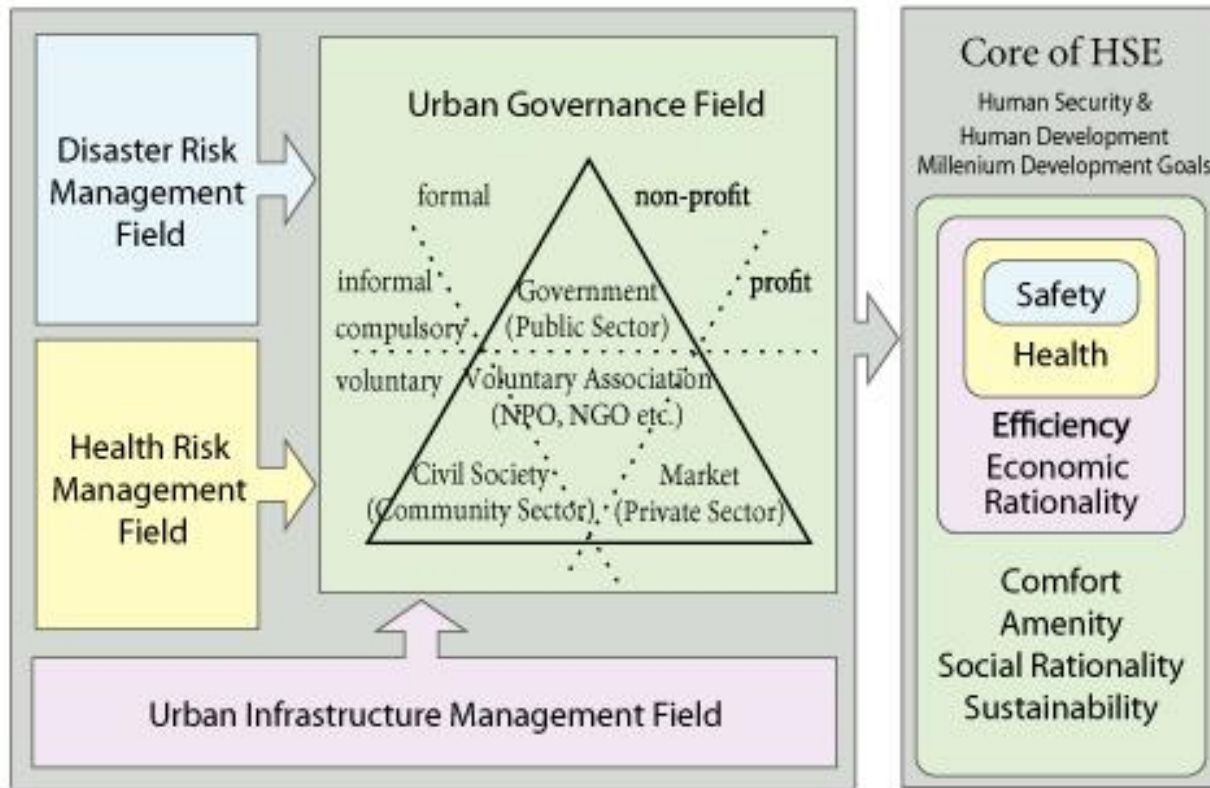 Disaster Risk
Management
Field
Health Risk
Management
Field
Urban Infrastructure Management Field
Urban Governance Field
formal
non-profit
informal
profit
compulsory
voluntary
Government
(Public Sector)
Voluntary Association
(NPO, NGO etc.)
Civil Society
(Community Sector)
Market
(Private Sector)
Core of HSE
Human Security &
Human Development
Millenium Development Goals
Safety
Health
Efficiency
Economic
Rationality
Comfort
Amenity
Social Rationality
Sustainability